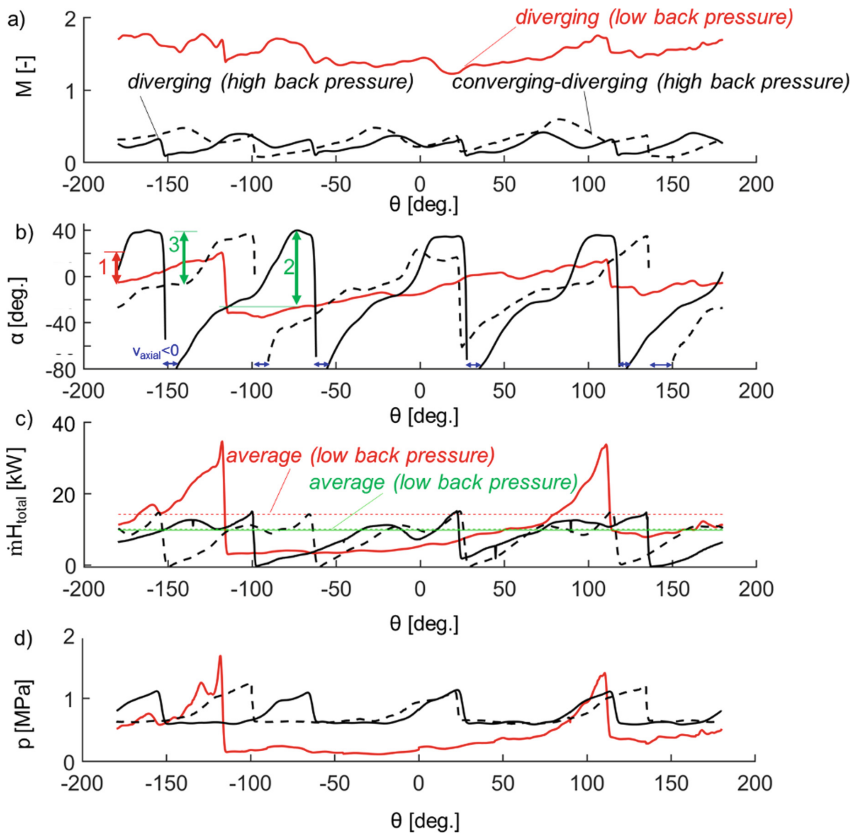 a)
2
1
0
M [-]
diverging (low back pressure)
diverging (high back pressure)
converging-diverging (high back pressure)
-200 -150 -100 -50 0 50 100 150 200
θ [deg.]
b)
40
0
-40
-80
α [deg.]
1
3
2
v_axial<0
-200 -150 -100 -50 0 50 100 150 200
θ [deg.]
c)
40
20
0
ṁH_total [kW]
average (low back pressure)
average (low back pressure)
-200 -150 -100 -50 0 50 100 150 200
θ [deg.]
d)
2
1
0
p [MPa]
-200 -150 -100 -50 0 50 100 150 200
θ [deg.]